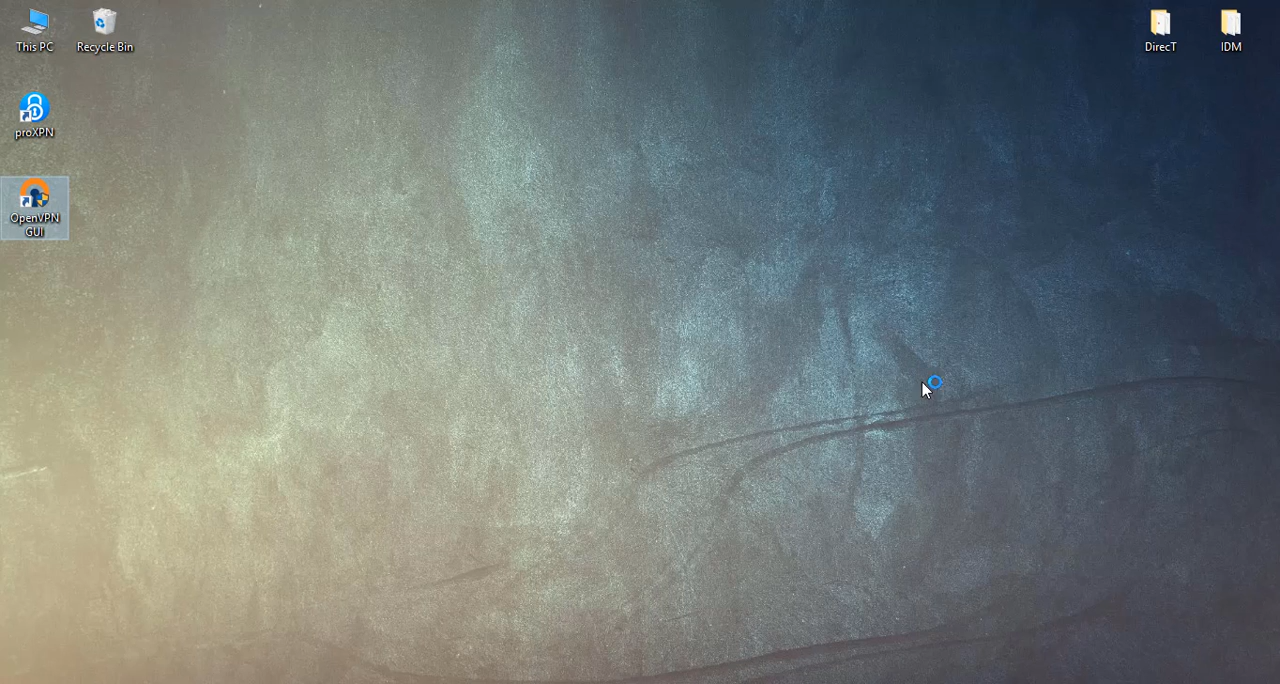 This PC
Recycle Bin
DirecT
IDM
proXPN
OpenVPN
GUI